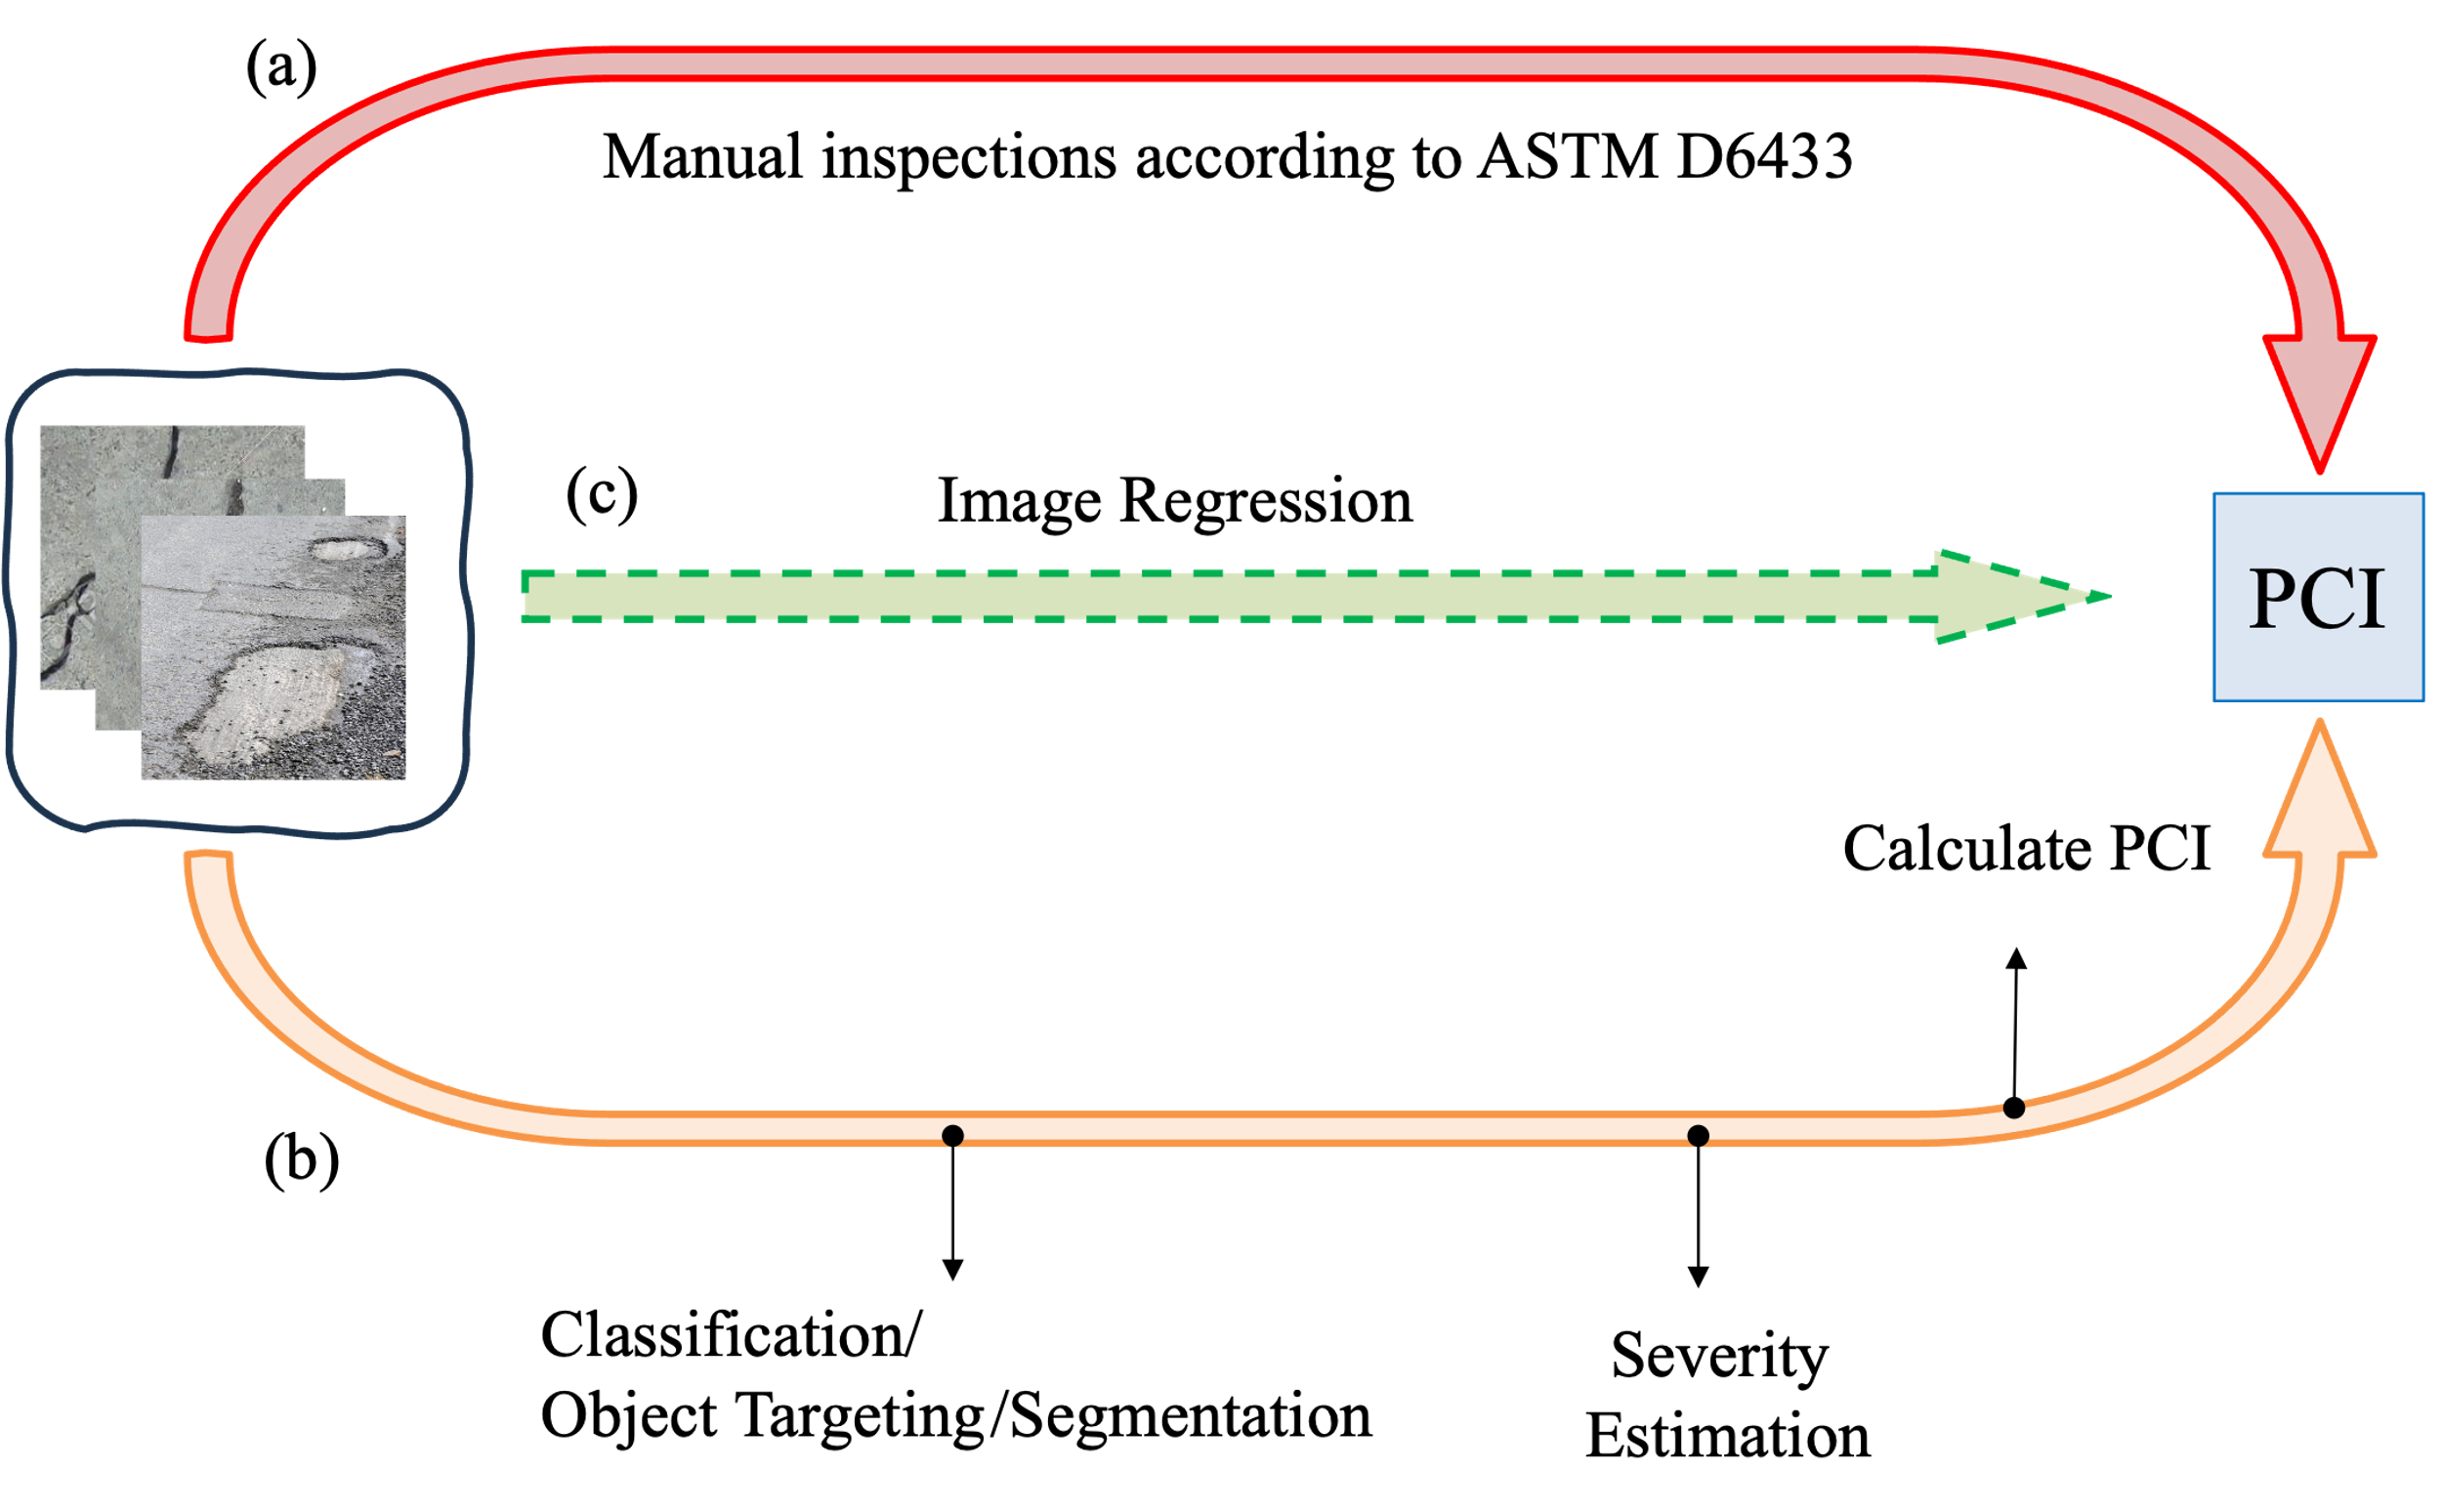 (a)
Manual inspections according to ASTM D6433
(c)
Image Regression
PCI
Calculate PCI
(b)
Classification/
Object Targeting/Segmentation
Severity
Estimation